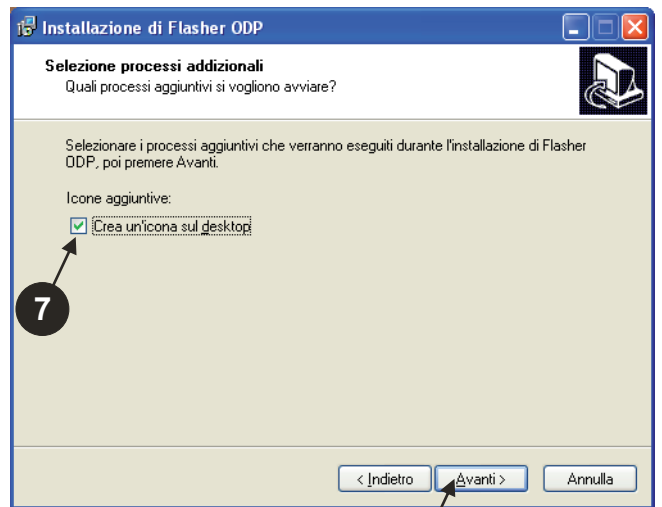 Installazione di Flasher ODP
Selezione processi addizionali
Quali processi aggiuntivi si vogliono avviare?
Selezionare i processi aggiuntivi che verranno eseguiti durante l'installazione di Flasher
ODP, poi premere Avanti.
Icone aggiuntive:
Crea un'icona sul desktop
7
< Indietro Avanti > Annulla